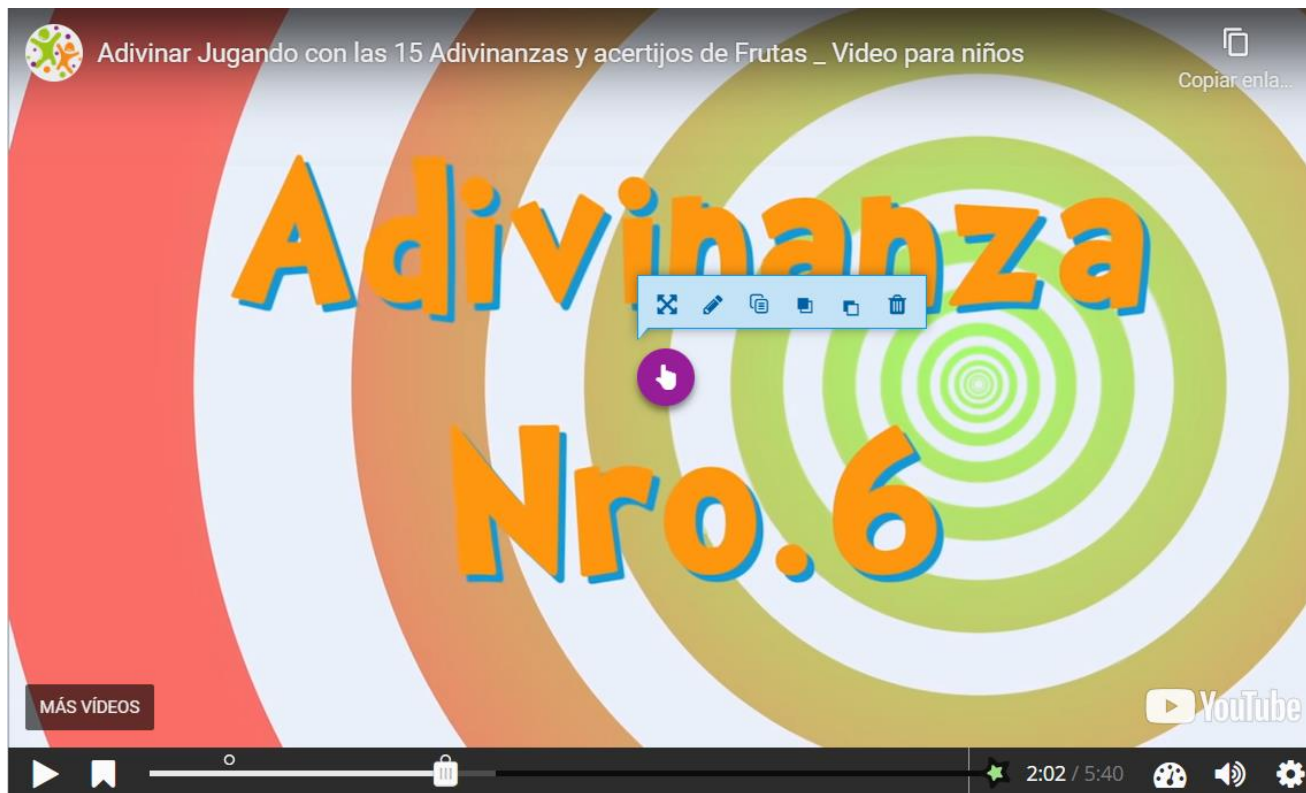 Adivinar Jugando con las 15 Adivinanzas y acertijos de Frutas _ Video para niños
Copiar enla...
Adivinanza
Nro.6
MÁS VÍDEOS
YouTube
2:02 / 5:40